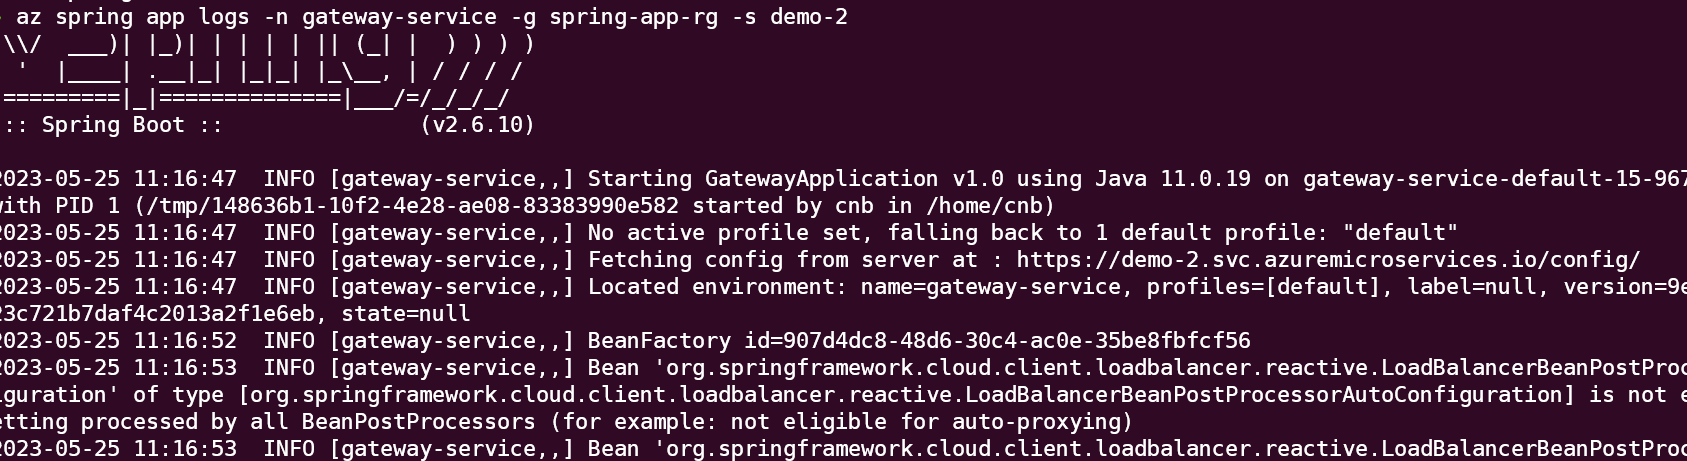 az spring app logs -n gateway-service -g spring-app-rg -s demo-2
\\/  ___)| |_)| | | | | || (_| |  ) ) ) )
 '  |____| .__|_| |_|_| |_\__, | / / / /
=========|_|==============|___/=/_/_/_/
:: Spring Boot ::               (v2.6.10)
2023-05-25 11:16:47  INFO [gateway-service,,] Starting GatewayApplication v1.0 using Java 11.0.19 on gateway-service-default-15-967
with PID 1 (/tmp/148636b1-10f2-4e28-ae08-83383990e582 started by cnb in /home/cnb)
2023-05-25 11:16:47  INFO [gateway-service,,] No active profile set, falling back to 1 default profile: "default"
2023-05-25 11:16:47  INFO [gateway-service,,] Fetching config from server at : https://demo-2.svc.azuremicroservices.io/config/
2023-05-25 11:16:47  INFO [gateway-service,,] Located environment: name=gateway-service, profiles=[default], label=null, version=9e
23c721b7daf4c2013a2f1e6eb, state=null
2023-05-25 11:16:52  INFO [gateway-service,,] BeanFactory id=907d4dc8-48d6-30c4-ac0e-35be8fbfcf56
2023-05-25 11:16:53  INFO [gateway-service,,] Bean 'org.springframework.cloud.client.loadbalancer.reactive.LoadBalancerBeanPostProc
iguration' of type [org.springframework.cloud.client.loadbalancer.reactive.LoadBalancerBeanPostProcessorAutoConfiguration] is not e
etting processed by all BeanPostProcessors (for example: not eligible for auto-proxying)
2023-05-25 11:16:53  INFO [gateway-service,,] Bean 'org.springframework.cloud.client.loadbalancer.reactive.LoadBalancerBeanPostProc